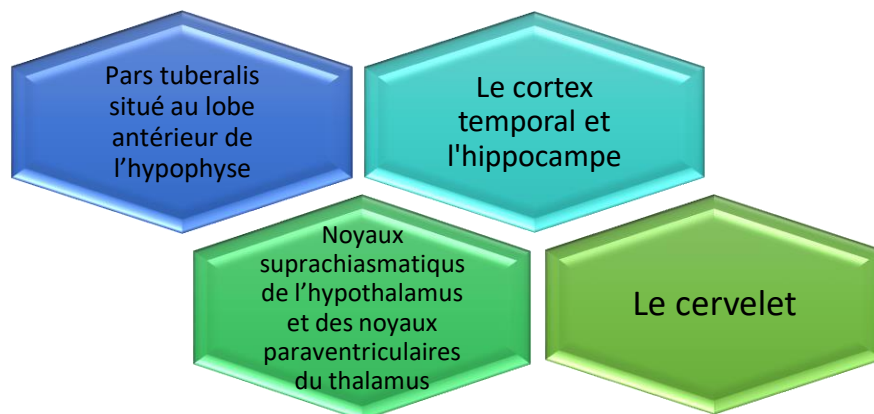 Pars tuberalis
situé au lobe
antérieur de
l’hypophyse
Le cortex
temporal et
l'hippocampe
Noyaux
suprachiasmatiqus
de l’hypothalamus
et des noyaux
paraventriculaires
du thalamus
Le cervelet